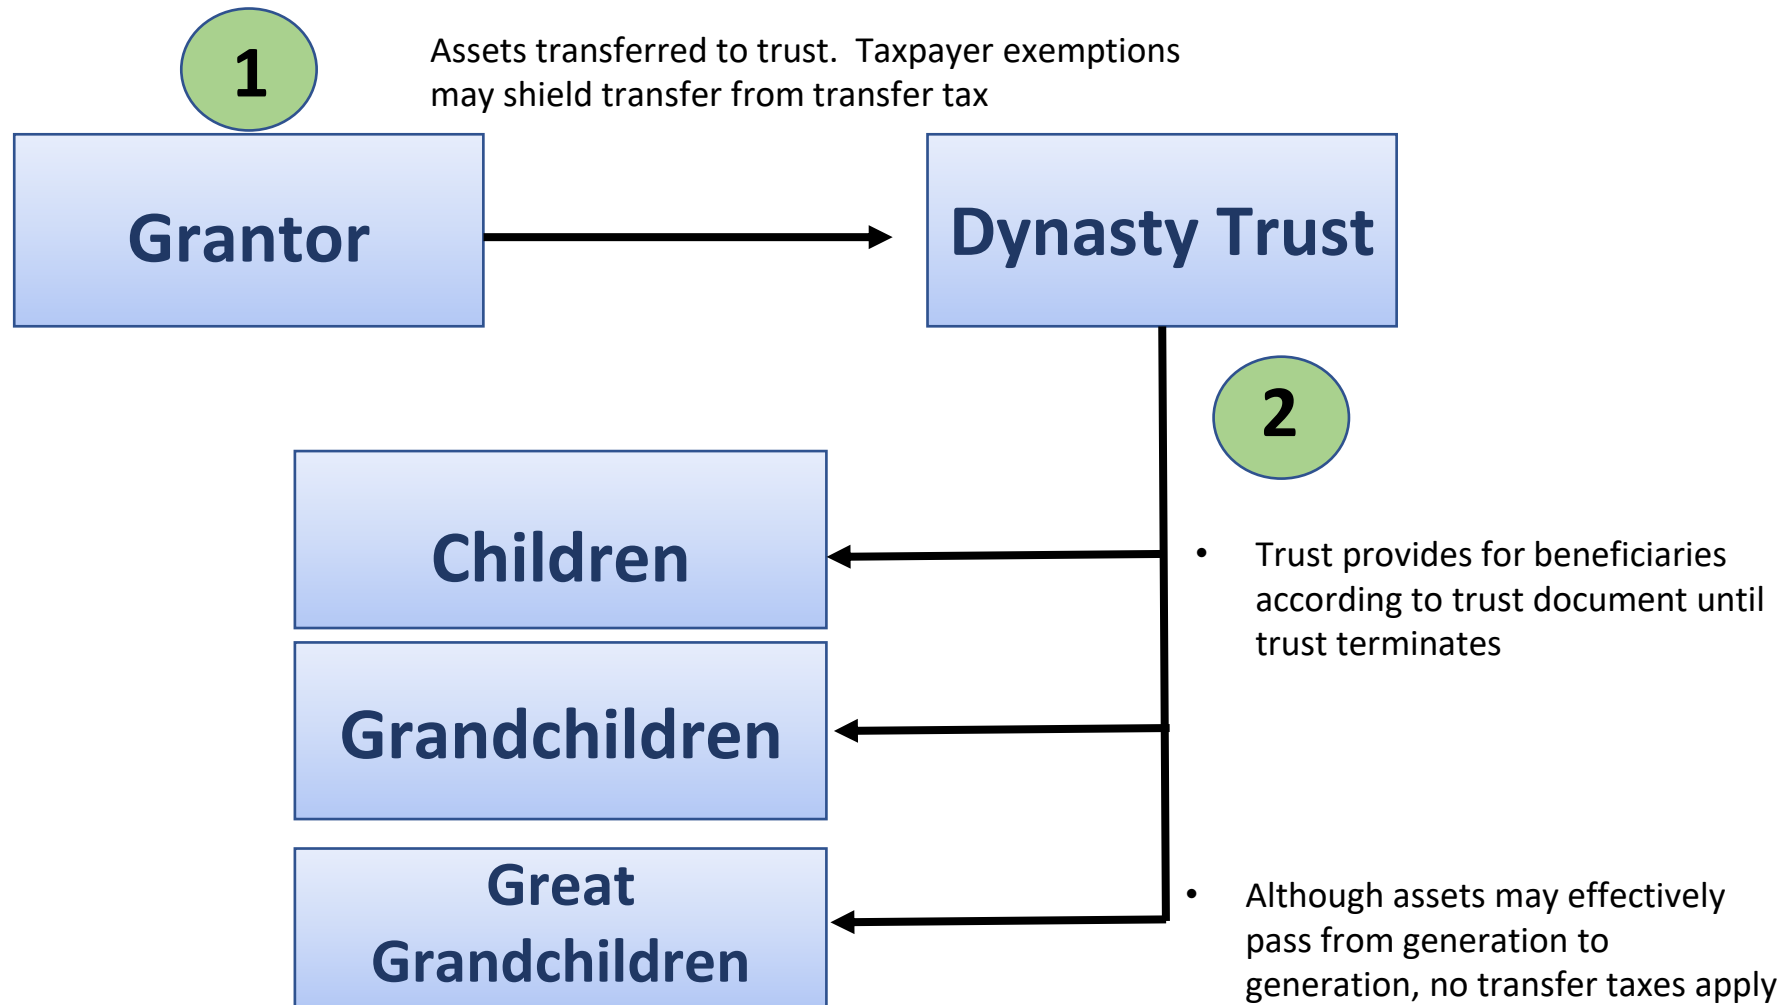 1
Assets transferred to trust.  Taxpayer exemptions
may shield transfer from transfer tax
Grantor
Dynasty Trust
2
Children
• Trust provides for beneficiaries
according to trust document until
trust terminates
Grandchildren
Great
Grandchildren
• Although assets may effectively
pass from generation to
generation, no transfer taxes apply